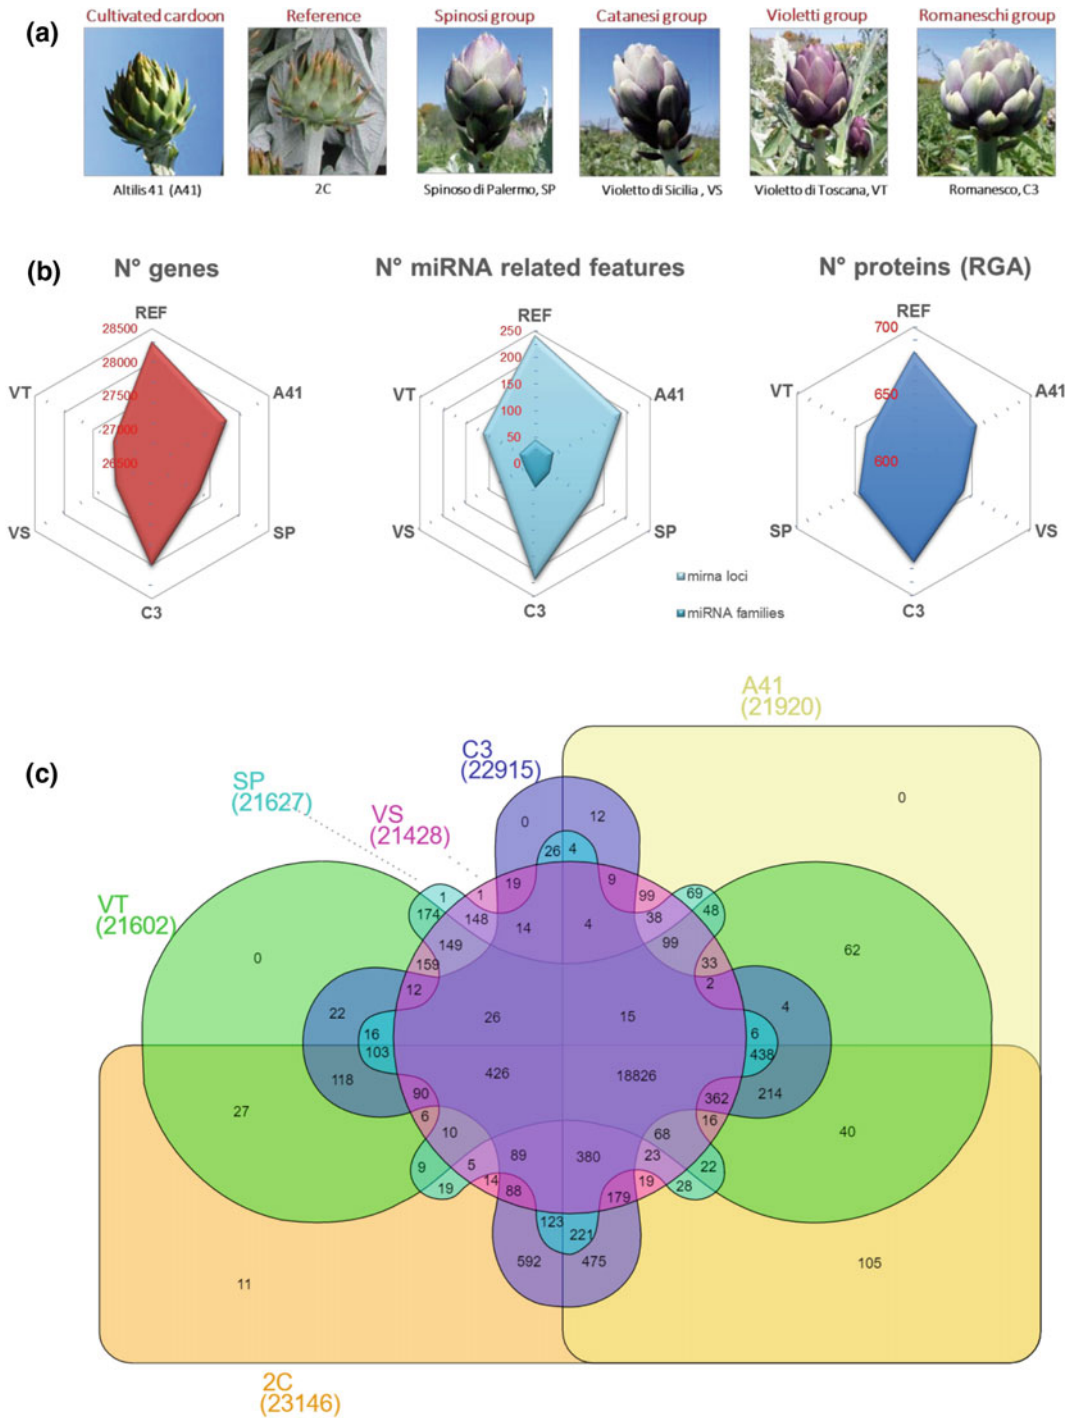 (a)
Cultivated cardoon Reference Spinosi group Catanesi group Violetti group Romaneschi group
Altilis 41 (A41) 2C Spinoso di Palermo, SP Violetto di Sicilia , VS Violetto di Toscana, VT Romanesco, C3
(b)
N° genes
REF
28500
28000
27500
27000
26500
VT
A41
VS
SP
C3
N° miRNA related features
REF
250
200
150
100
50
0
VT
A41
VS
SP
C3
mirna loci
miRNA families
N° proteins (RGA)
REF
700
650
600
VT
A41
SP
VS
C3
(c)
A41
(21920)
C3
(22915)
SP
(21627)
VS
(21428)
VT
(21602)
0
0 12
26 4
1 1 19 9 99 69
174 148 14 4 38 48
149 99
0 159 33 62
12 2
22 26 15 4
16 6
103 438
118 426 18826 214
90 362
27 6 16 40
10 68
9 5 89 380 23 22
19 14 88 179 19 28
123 221
592 475 105
11
2C
(23146)